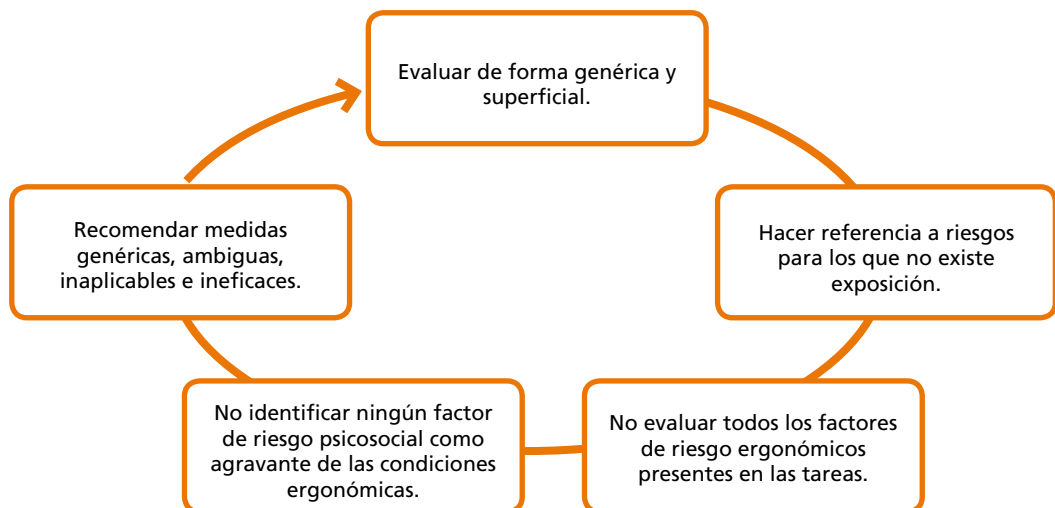 Evaluar de forma genérica y
superficial.
Hacer referencia a riesgos
para los que no existe
exposición.
No evaluar todos los factores
de riesgo ergonómicos
presentes en las tareas.
No identificar ningún factor
de riesgo psicosocial como
agravante de las condiciones
ergonómicas.
Recomendar medidas
genéricas, ambiguas,
inaplicables e ineficaces.